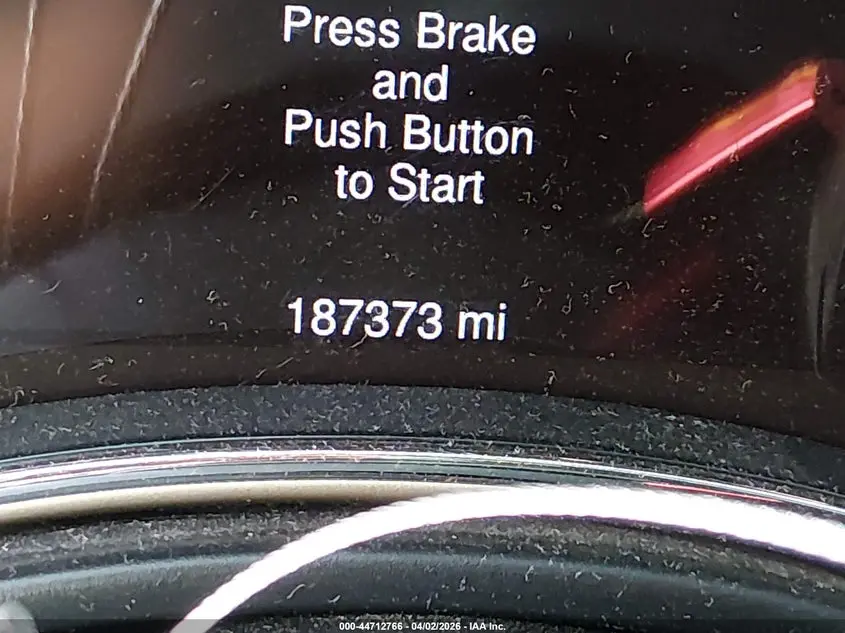 Press Brake
and
Push Button
to Start
187373 mi
000-44712766 - 04/02/2026 - IAA Inc.